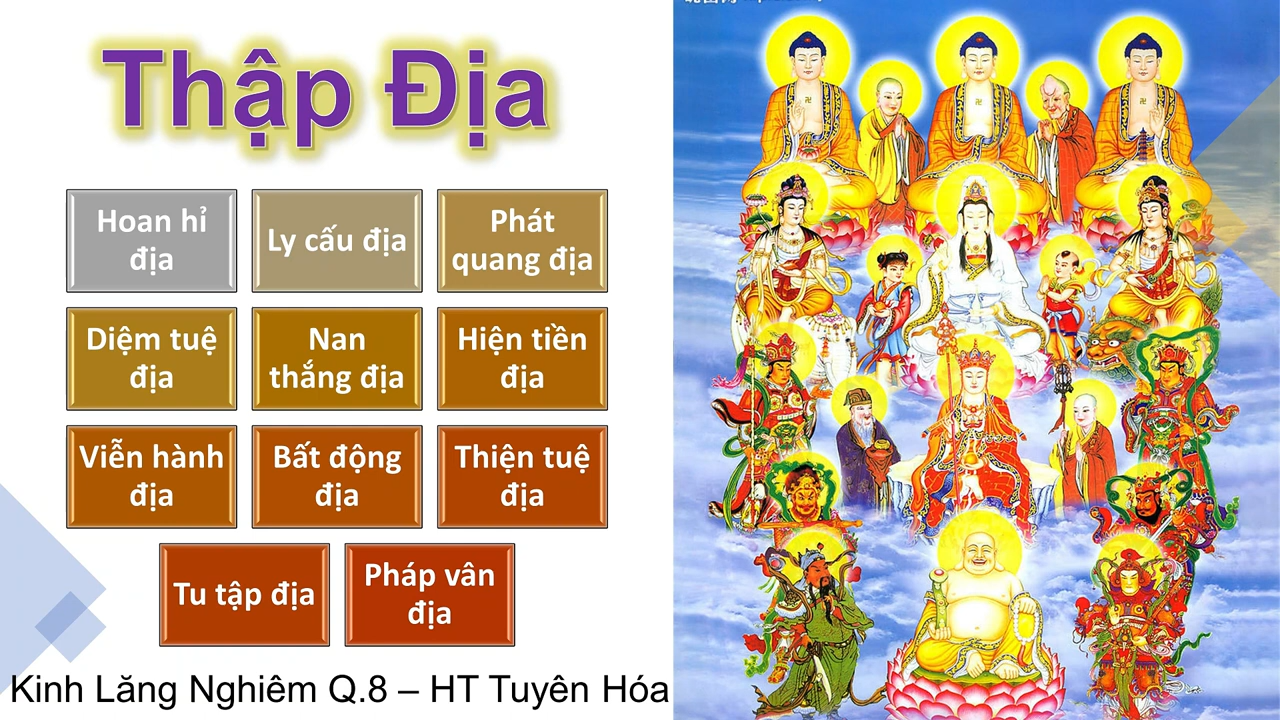 Thập Địa
Hoan hỉ
địa
Ly cấu địa
Phát
quang địa
Diệm tuệ
địa
Nan
thắng địa
Hiện tiền
địa
Viễn hành
địa
Bất động
địa
Thiện tuệ
địa
Tu tập địa
Pháp vân
địa
Kinh Lăng Nghiêm Q.8 – HT Tuyên Hóa
卍